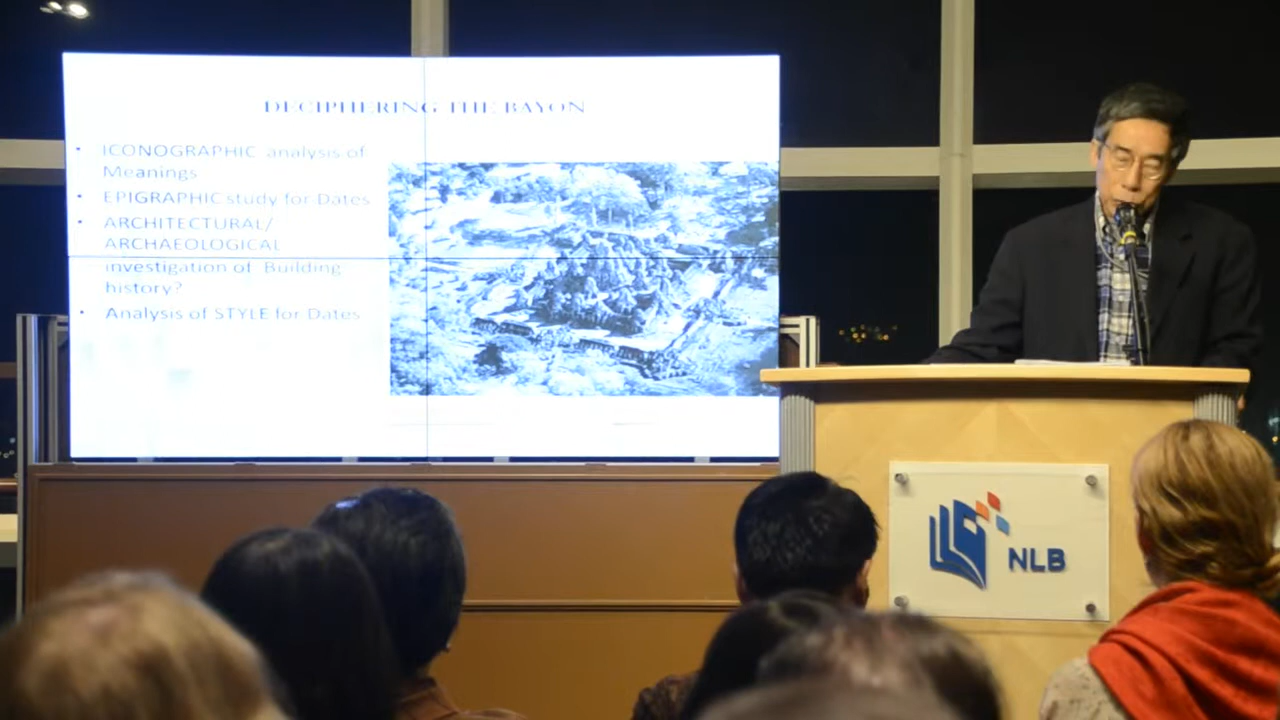 DECIPHERING THE BAYON
• ICONOGRAPHIC analysis of
Meanings
• EPIGRAPHIC study for Dates
• ARCHITECTURAL/
ARCHAEOLOGICAL
investigation of Building
history?
• Analysis of STYLE for Dates
NLB